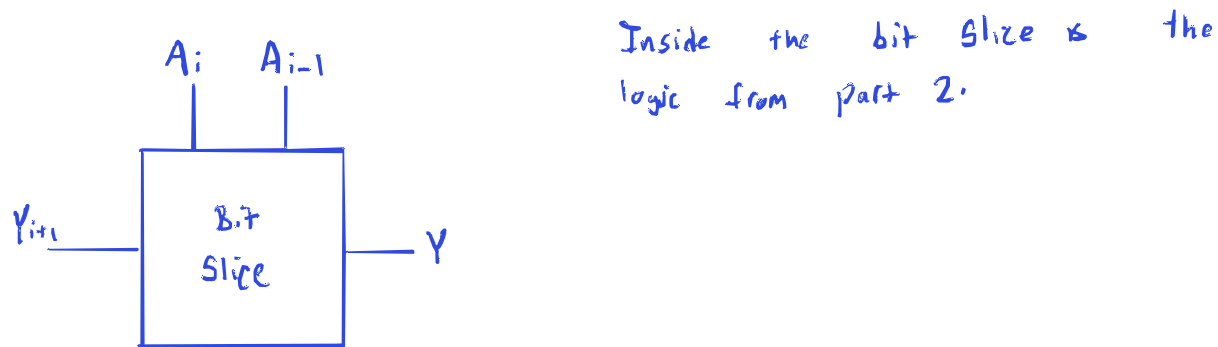 Inside the bit slice is the
logic from part 2.
Ai Ai-1
Yi+1
Bit
Slice
Y